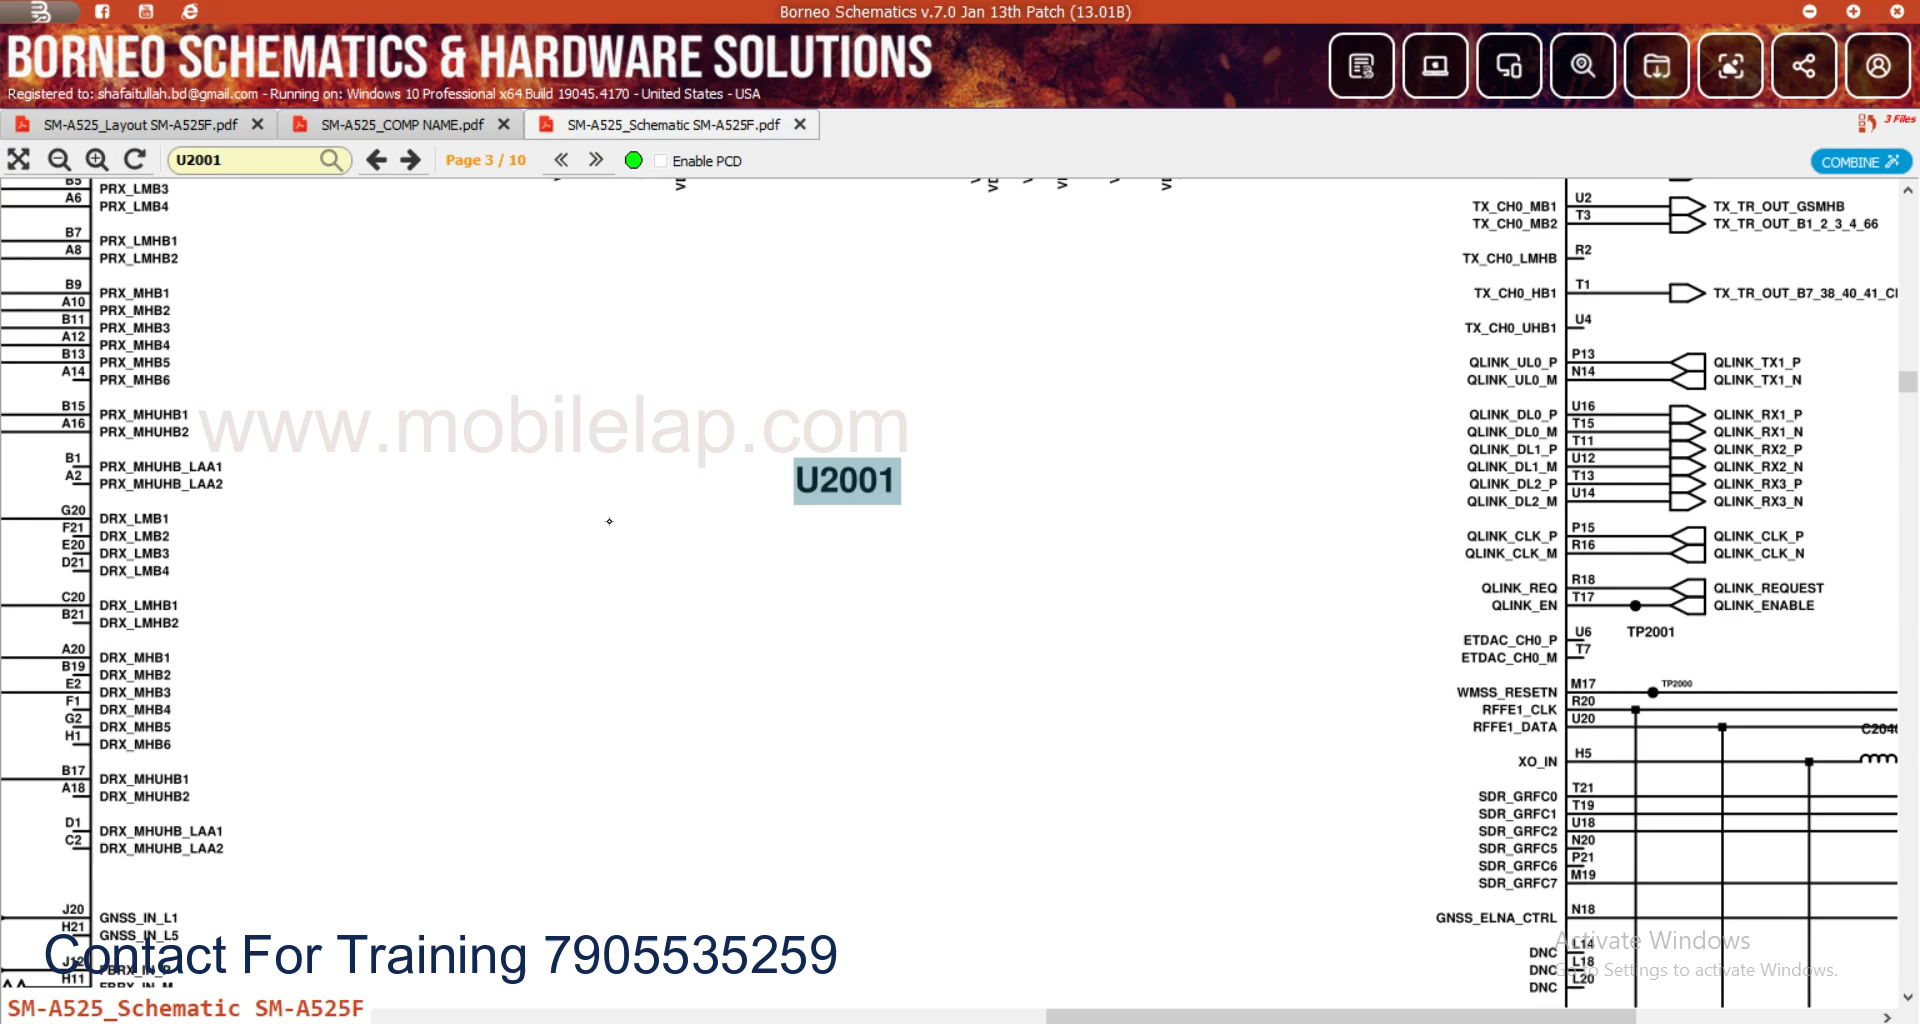 Borneo Schematics v.7.0 Jan 13th Patch (13.01B)
BORNEO SCHEMATICS & HARDWARE SOLUTIONS
Registered to: shafaitullah.bd@gmail.com - Running on: Windows 10 Professional x64 Build 19045.4170 - United States - USA
SM-A525_Layout SM-A525F.pdf
SM-A525_COMP NAME.pdf
SM-A525_Schematic SM-A525F.pdf
3 Files
U2001
Page 3 / 10
Enable PCD
COMBINE
B5 PRX_LMB3
A6 PRX_LMB4
B7 PRX_LMHB1
A8 PRX_LMHB2
B9 PRX_MHB1
A10 PRX_MHB2
B11 PRX_MHB3
A12 PRX_MHB4
B13 PRX_MHB5
A14 PRX_MHB6
B15 PRX_MHUHB1
A16 PRX_MHUHB2
B1 PRX_MHUHB_LAA1
A2 PRX_MHUHB_LAA2
G20 DRX_LMB1
F21 DRX_LMB2
E20 DRX_LMB3
D21 DRX_LMB4
C20 DRX_LMHB1
B21 DRX_LMHB2
A20 DRX_MHB1
B19 DRX_MHB2
E2 DRX_MHB3
F1 DRX_MHB4
G2 DRX_MHB5
H1 DRX_MHB6
B17 DRX_MHUHB1
A18 DRX_MHUHB2
D1 DRX_MHUHB_LAA1
C2 DRX_MHUHB_LAA2
J20 GNSS_IN_L1
H21 GNSS_IN_L5
J12 FBRX_IN_P
H11 FBRX_IN_M
www.mobilelap.com
U2001
TX_CH0_MB1 U2 TX_TR_OUT_GSMHB
TX_CH0_MB2 T3 TX_TR_OUT_B1_2_3_4_66
TX_CH0_LMHB R2
TX_CH0_HB1 T1 TX_TR_OUT_B7_38_40_41_C
TX_CH0_UHB1 U4
QLINK_UL0_P P13 QLINK_TX1_P
QLINK_UL0_M N14 QLINK_TX1_N
QLINK_DL0_P U16 QLINK_RX1_P
QLINK_DL0_M T15 QLINK_RX1_N
QLINK_DL1_P T11 QLINK_RX2_P
QLINK_DL1_M U12 QLINK_RX2_N
QLINK_DL2_P T13 QLINK_RX3_P
QLINK_DL2_M U14 QLINK_RX3_N
QLINK_CLK_P P15 QLINK_CLK_P
QLINK_CLK_M R16 QLINK_CLK_N
QLINK_REQ R18 QLINK_REQUEST
QLINK_EN T17 QLINK_ENABLE
TP2001
ETDAC_CH0_P U6
ETDAC_CH0_M T7
WMSS_RESETN M17 TP2000
RFFE1_CLK R20
RFFE1_DATA U20
C204
XO_IN H5
SDR_GRFC0 T21
SDR_GRFC1 T19
SDR_GRFC2 U18
SDR_GRFC5 N20
SDR_GRFC6 P21
SDR_GRFC7 M19
GNSS_ELNA_CTRL N18
DNC L14
DNC L18
DNC L20
Activate Windows
Go to Settings to activate Windows.
Contact For Training 7905535259
SM-A525_Schematic SM-A525F